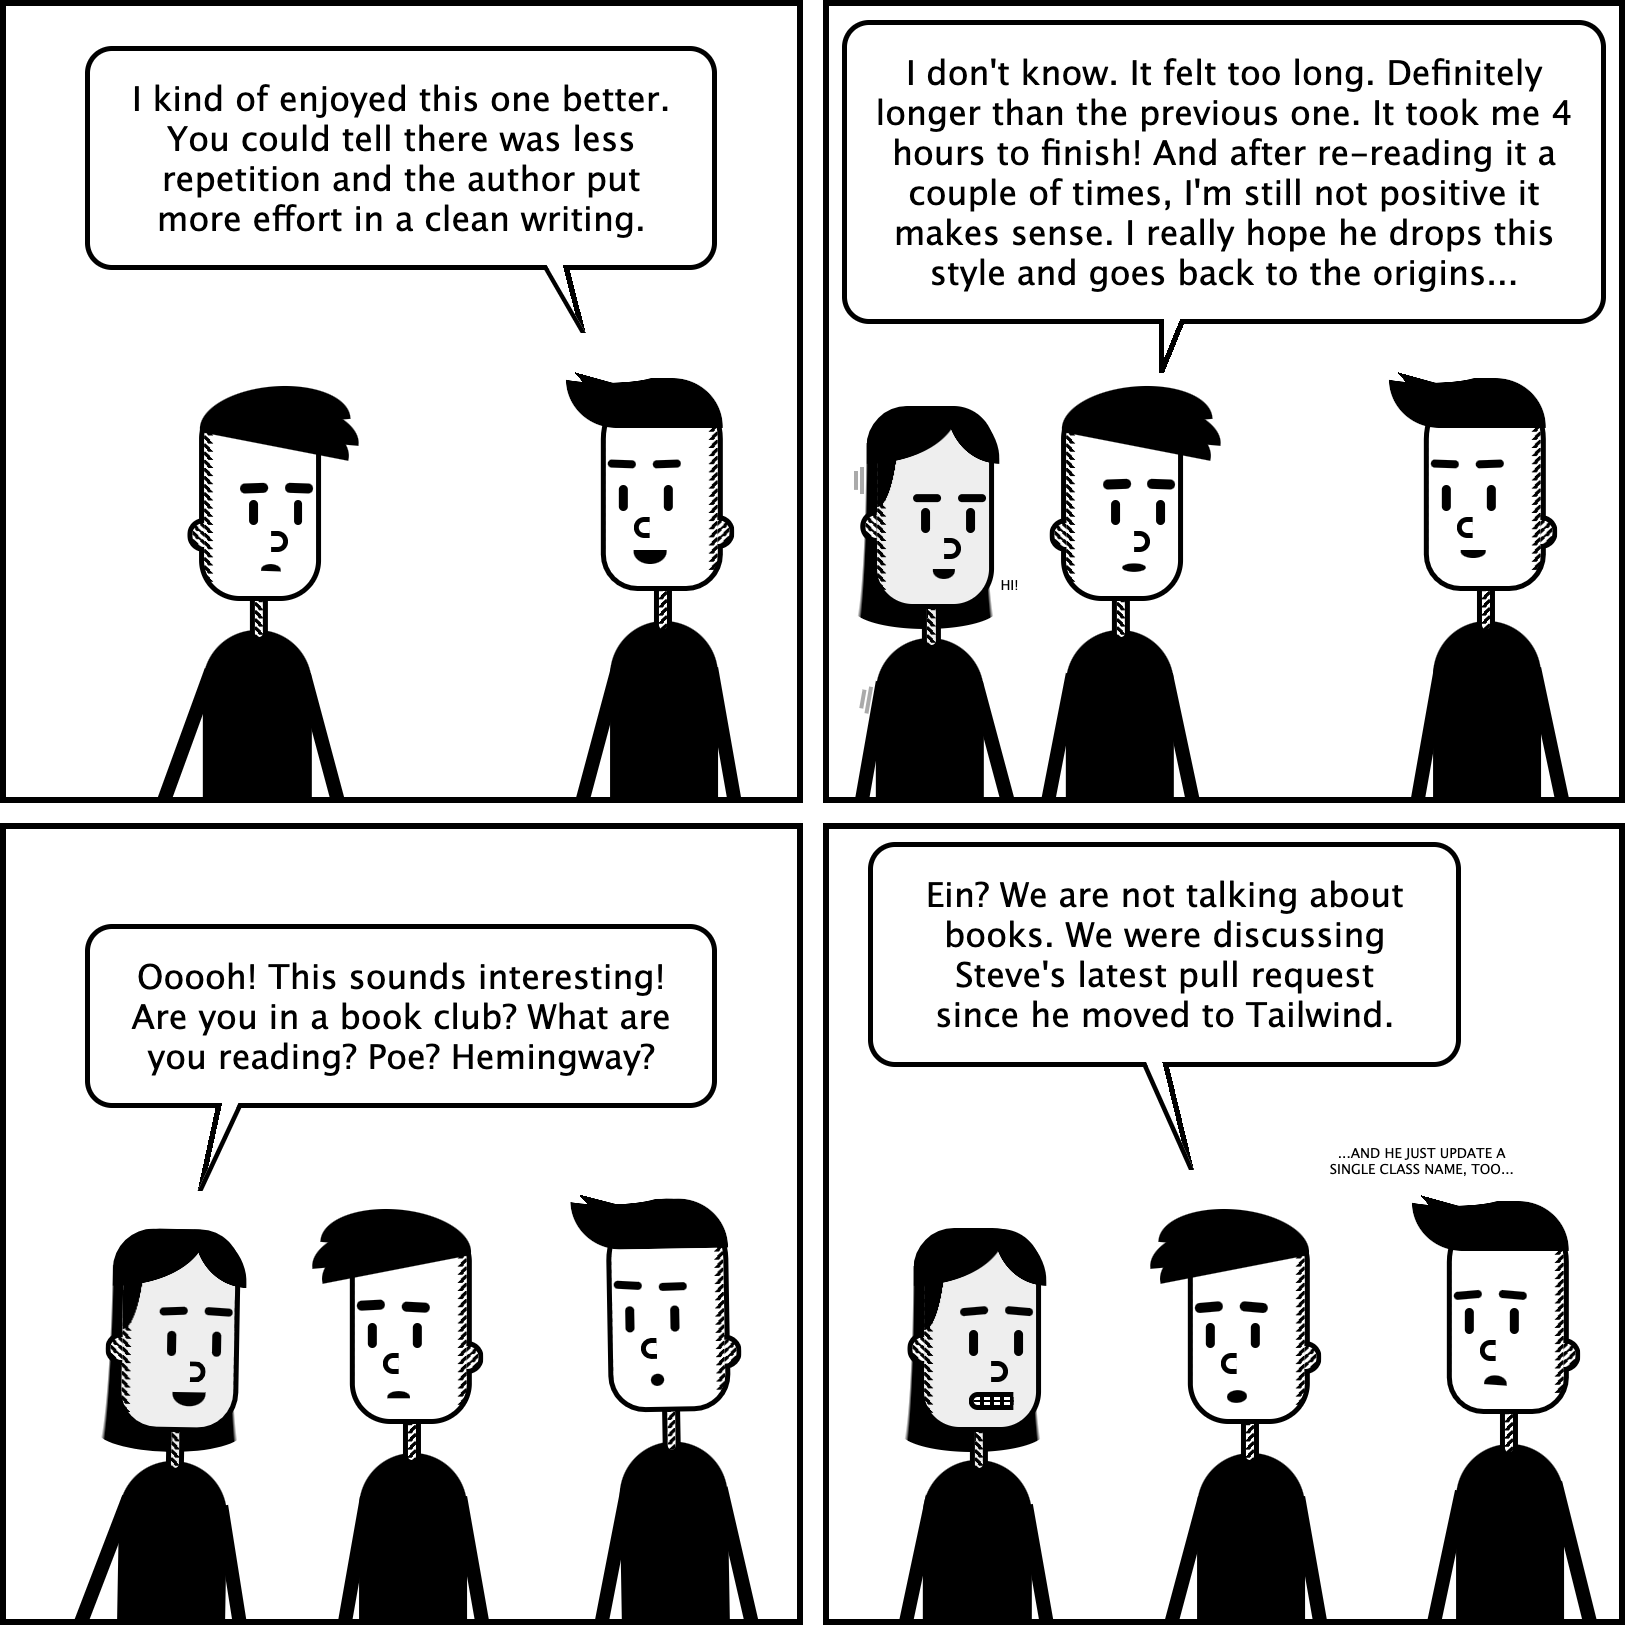 I kind of enjoyed this one better.
You could tell there was less
repetition and the author put
more effort in a clean writing.
I don't know. It felt too long. Definitely
longer than the previous one. It took me 4
hours to finish! And after re-reading it a
couple of times, I'm still not positive it
makes sense. I really hope he drops this
style and goes back to the origins...
HI!
Ooooh! This sounds interesting!
Are you in a book club? What are
you reading? Poe? Hemingway?
Ein? We are not talking about
books. We were discussing
Steve's latest pull request
since he moved to Tailwind.
...AND HE JUST UPDATE A
SINGLE CLASS NAME, TOO...